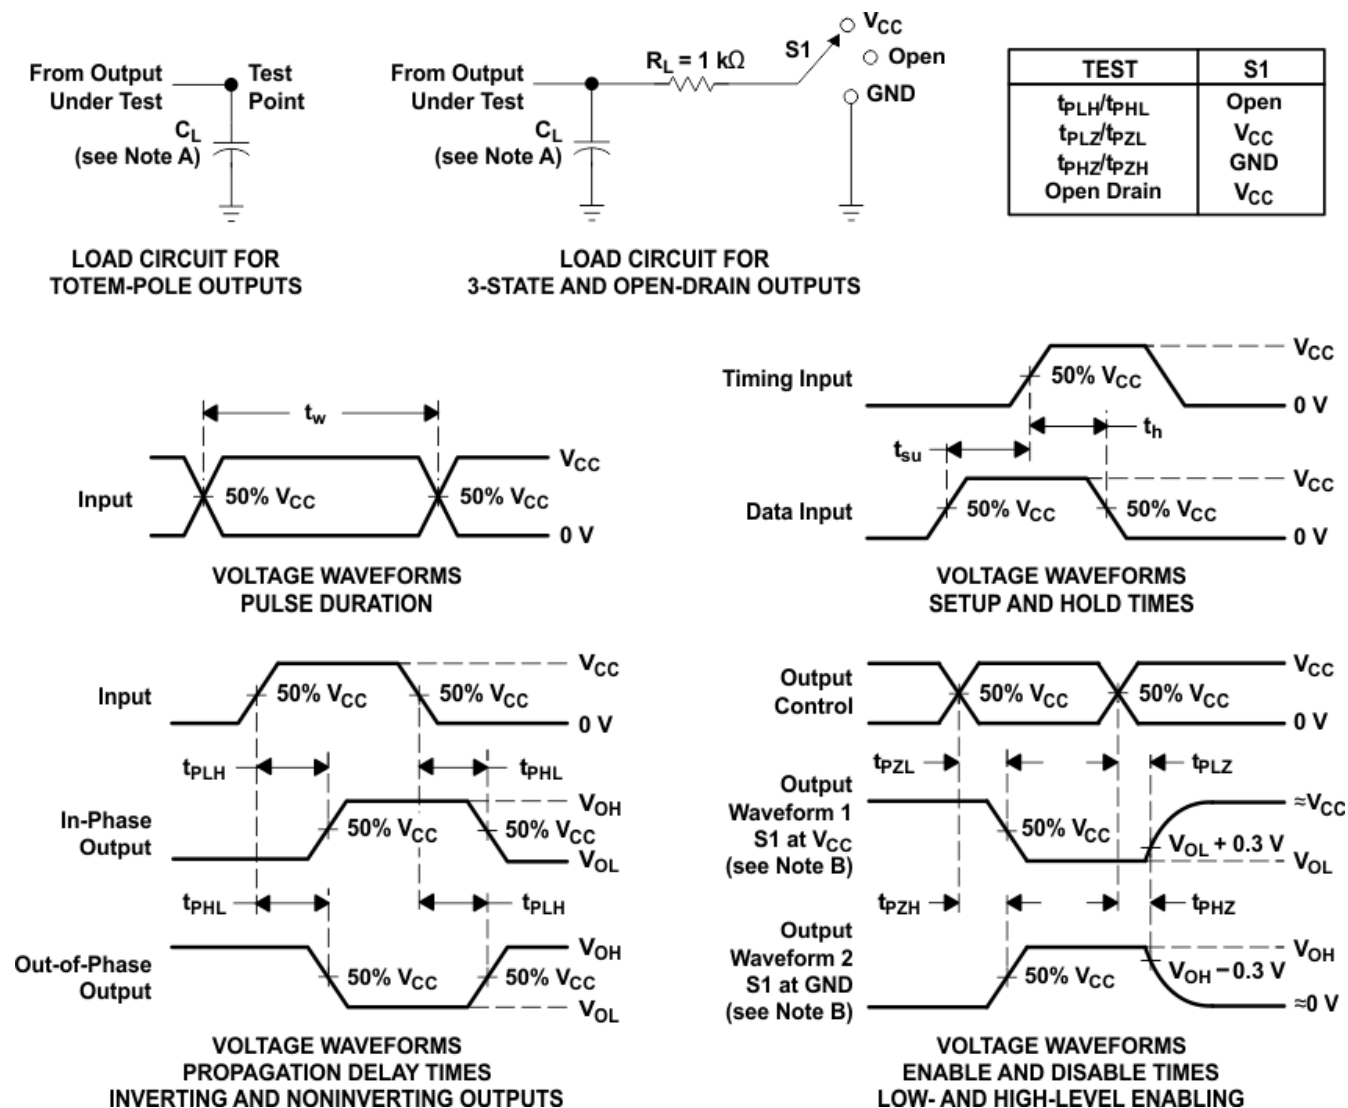 From Output
Under Test
Test
Point
CL
(see Note A)
LOAD CIRCUIT FOR
TOTEM-POLE OUTPUTS
From Output
Under Test
RL = 1 kΩ
S1
VCC
Open
GND
CL
(see Note A)
LOAD CIRCUIT FOR
3-STATE AND OPEN-DRAIN OUTPUTS
TEST S1
tPLH/tPHL Open
tPLZ/tPZL VCC
tPHZ/tPZH GND
Open Drain VCC
tw
Input
50% VCC
50% VCC
VCC
0 V
VOLTAGE WAVEFORMS
PULSE DURATION
Timing Input
50% VCC
VCC
0 V
tsu
th
Data Input
50% VCC
50% VCC
VCC
0 V
VOLTAGE WAVEFORMS
SETUP AND HOLD TIMES
Input
50% VCC
50% VCC
VCC
0 V
tPLH
tPHL
In-Phase
Output
50% VCC
50% VCC
VOH
VOL
tPHL
tPLH
Out-of-Phase
Output
50% VCC
50% VCC
VOH
VOL
VOLTAGE WAVEFORMS
PROPAGATION DELAY TIMES
INVERTING AND NONINVERTING OUTPUTS
Output
Control
50% VCC
50% VCC
VCC
0 V
tPZL
tPLZ
Output
Waveform 1
S1 at VCC
(see Note B)
50% VCC
VOL + 0.3 V
≈VCC
VOL
tPZH
tPHZ
Output
Waveform 2
S1 at GND
(see Note B)
50% VCC
VOH − 0.3 V
VOH
≈0 V
VOLTAGE WAVEFORMS
ENABLE AND DISABLE TIMES
LOW- AND HIGH-LEVEL ENABLING